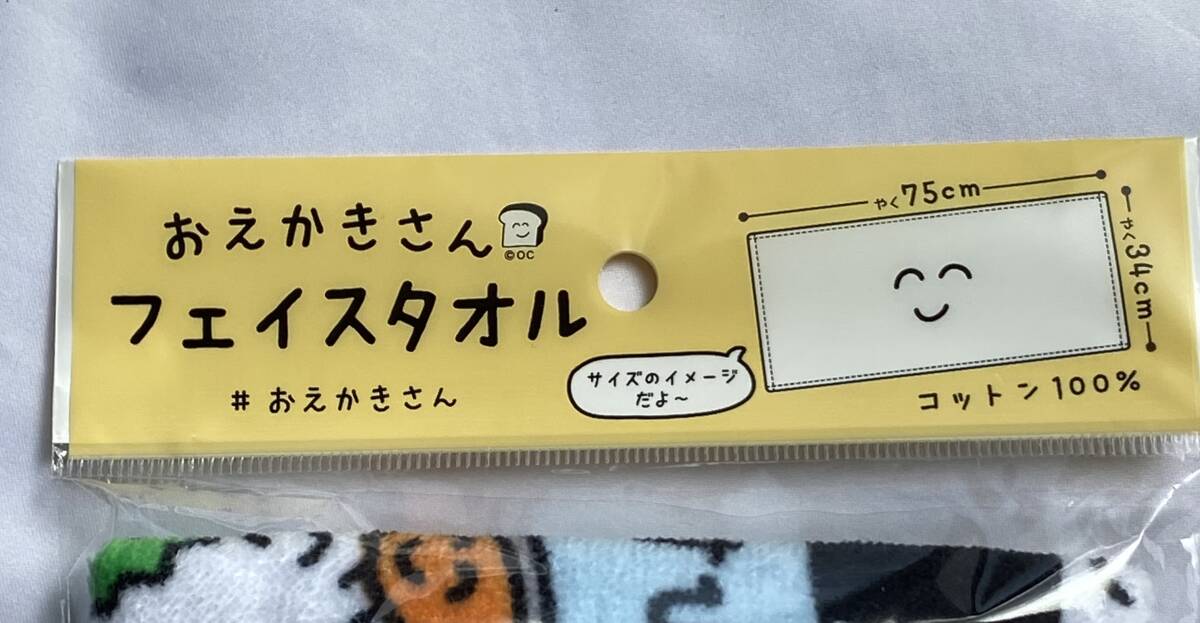 おえかきさん
©OC
フェイスタオル
#おえかきさん
サイズのイメージ
だよ〜
やく75cm
やく34cm
コットン100%